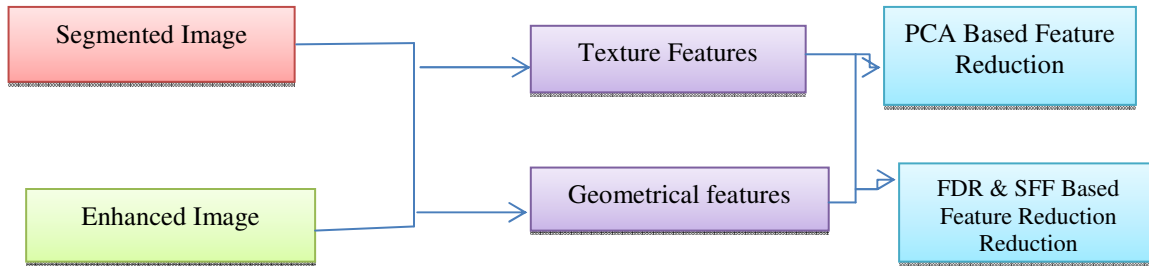 Segmented Image
Enhanced Image
Texture Features
Geometrical features
PCA Based Feature
Reduction
FDR & SFF Based
Feature Reduction
Reduction